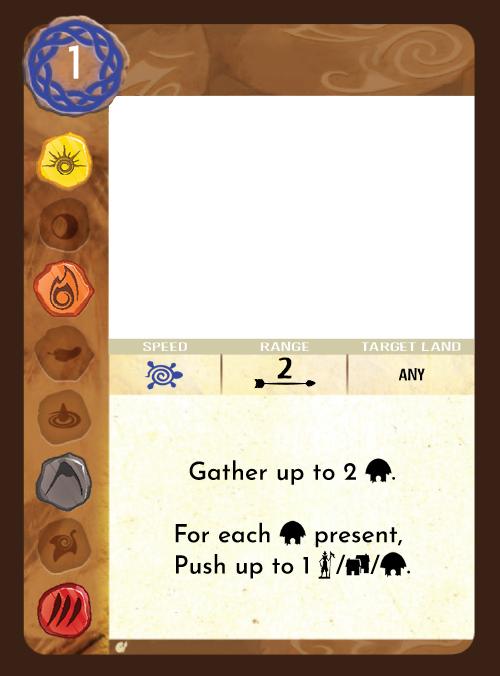 1
SPEED RANGE TARGET LAND
2 ANY
Gather up to 2 .
For each present,
Push up to 1 / / .